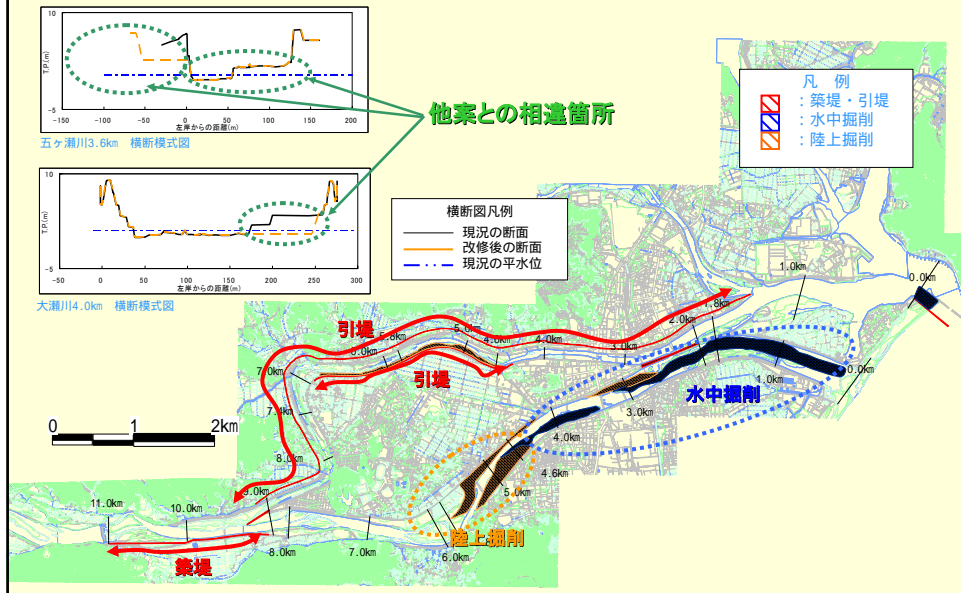 10
T.P.(m)
-5
-150
-100
-50
0
50
100
150
200
左岸からの距離(m)
五ヶ瀬川3.6km 横断模式図
他案との相違箇所
凡 例
：築堤・引堤
：水中掘削
：陸上掘削
10
T.P.(m)
-5
-50
0
50
100
150
200
250
300
左岸からの距離(m)
大瀬川4.0km 横断模式図
横断図凡例
現況の断面
改修後の断面
現況の平水位
0.0km
1.0km
1.8km
2.0km
3.0km
4.0km
5.0km
7.0km
8.0km
9.0km
引堤
引堤
水中掘削
0.0km
1.0km
3.0km
4.0km
4.6km
5.0km
6.0km
7.0km
8.0km
10.0km
11.0km
陸上掘削
築堤
0 1 2km